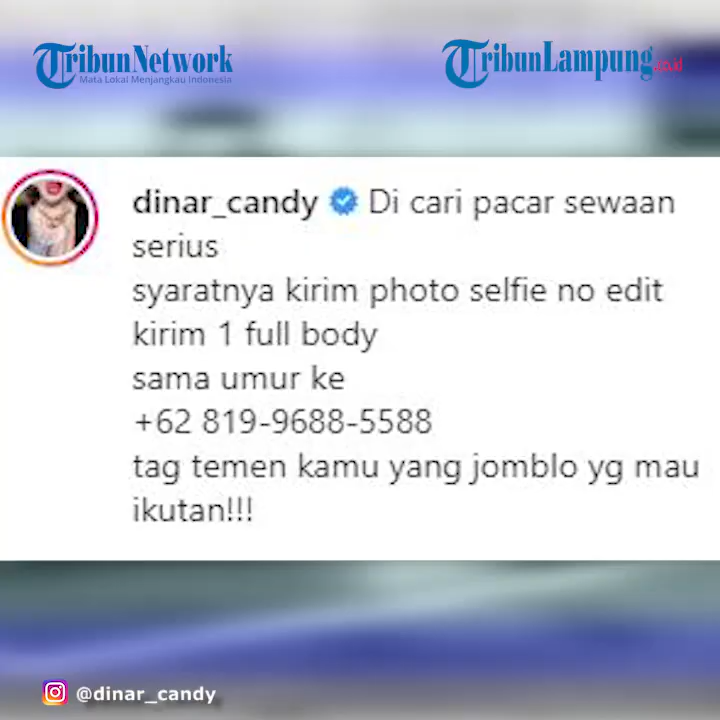 TribunNetwork
Mata Lokal Menjangkau Indonesia
TribunLampung.co.id
dinar_candy Di cari pacar sewaan
serius
syaratnya kirim photo selfie no edit
kirim 1 full body
sama umur ke
+62 819-9688-5588
tag temen kamu yang jomblo yg mau
ikutan!!!
@dinar_candy